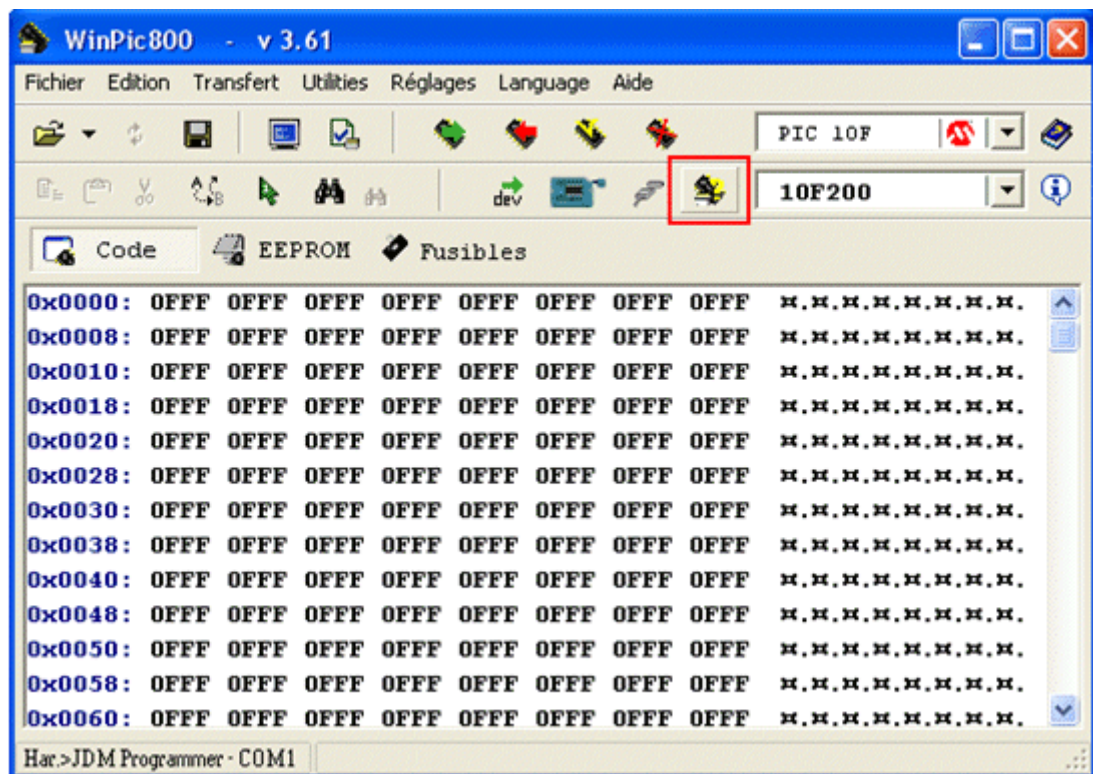 WinPic800 - v 3.61
Fichier Edition Transfert Utilities Réglages Language Aide
PIC 10F
dev 10F200
Code EEPROM Fusibles
0x0000: 0FFF 0FFF 0FFF 0FFF 0FFF 0FFF 0FFF 0FFF ¤.¤.¤.¤.¤.¤.¤.¤.
0x0008: 0FFF 0FFF 0FFF 0FFF 0FFF 0FFF 0FFF 0FFF ¤.¤.¤.¤.¤.¤.¤.¤.
0x0010: 0FFF 0FFF 0FFF 0FFF 0FFF 0FFF 0FFF 0FFF ¤.¤.¤.¤.¤.¤.¤.¤.
0x0018: 0FFF 0FFF 0FFF 0FFF 0FFF 0FFF 0FFF 0FFF ¤.¤.¤.¤.¤.¤.¤.¤.
0x0020: 0FFF 0FFF 0FFF 0FFF 0FFF 0FFF 0FFF 0FFF ¤.¤.¤.¤.¤.¤.¤.¤.
0x0028: 0FFF 0FFF 0FFF 0FFF 0FFF 0FFF 0FFF 0FFF ¤.¤.¤.¤.¤.¤.¤.¤.
0x0030: 0FFF 0FFF 0FFF 0FFF 0FFF 0FFF 0FFF 0FFF ¤.¤.¤.¤.¤.¤.¤.¤.
0x0038: 0FFF 0FFF 0FFF 0FFF 0FFF 0FFF 0FFF 0FFF ¤.¤.¤.¤.¤.¤.¤.¤.
0x0040: 0FFF 0FFF 0FFF 0FFF 0FFF 0FFF 0FFF 0FFF ¤.¤.¤.¤.¤.¤.¤.¤.
0x0048: 0FFF 0FFF 0FFF 0FFF 0FFF 0FFF 0FFF 0FFF ¤.¤.¤.¤.¤.¤.¤.¤.
0x0050: 0FFF 0FFF 0FFF 0FFF 0FFF 0FFF 0FFF 0FFF ¤.¤.¤.¤.¤.¤.¤.¤.
0x0058: 0FFF 0FFF 0FFF 0FFF 0FFF 0FFF 0FFF 0FFF ¤.¤.¤.¤.¤.¤.¤.¤.
0x0060: 0FFF 0FFF 0FFF 0FFF 0FFF 0FFF 0FFF 0FFF ¤.¤.¤.¤.¤.¤.¤.¤.
Har.>JDM Programmer - COM1